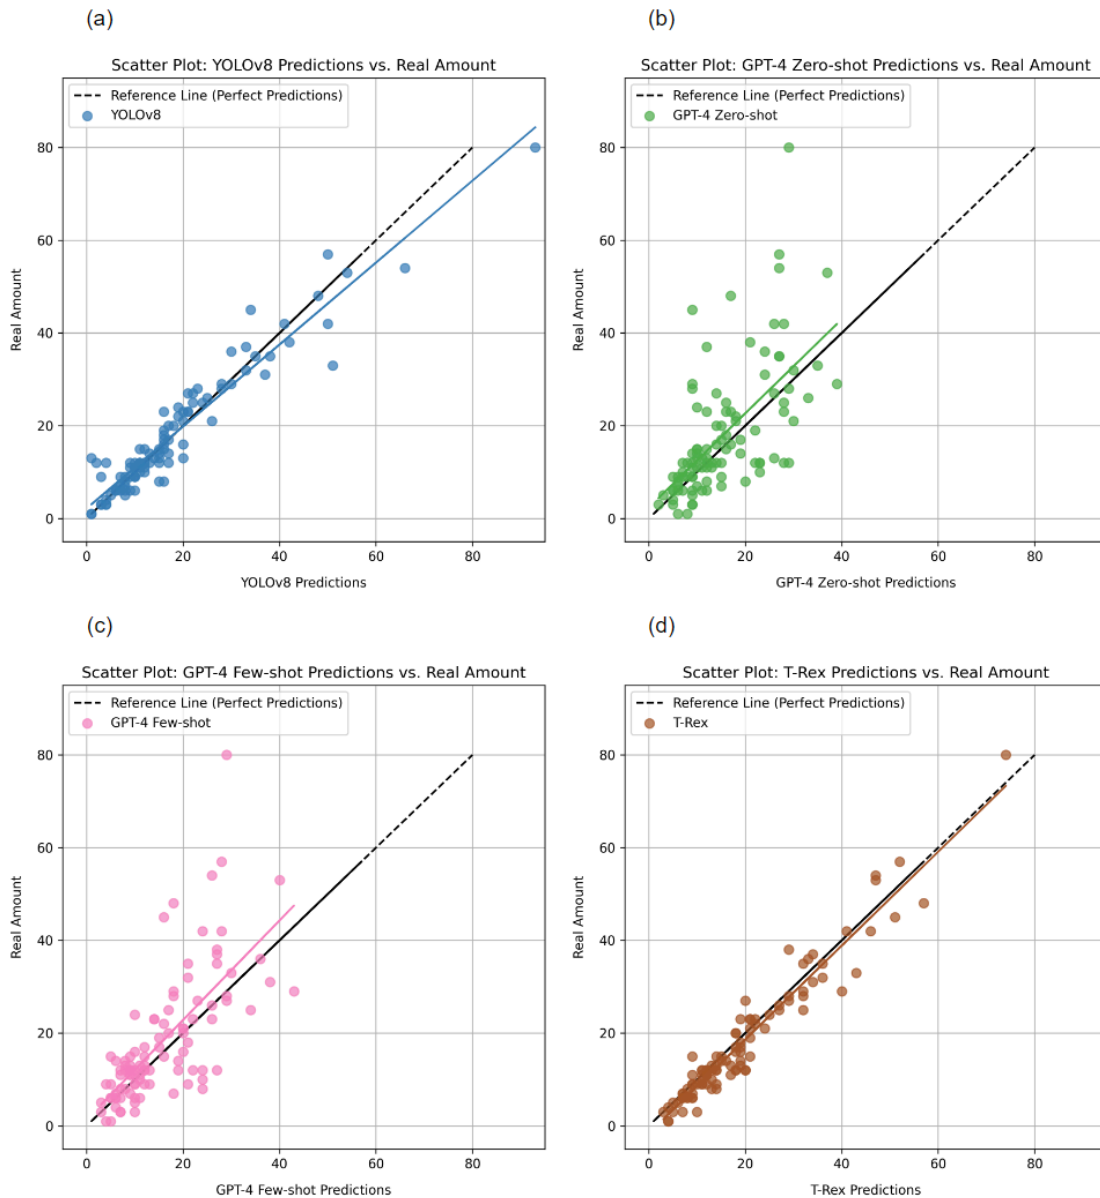 (a)
Scatter Plot: YOLOv8 Predictions vs. Real Amount
Reference Line (Perfect Predictions)
YOLOv8
80
60
40
20
0
Real Amount
0 20 40 60 80
YOLOv8 Predictions
(b)
Scatter Plot: GPT-4 Zero-shot Predictions vs. Real Amount
Reference Line (Perfect Predictions)
GPT-4 Zero-shot
80
60
40
20
0
Real Amount
0 20 40 60 80
GPT-4 Zero-shot Predictions
(c)
Scatter Plot: GPT-4 Few-shot Predictions vs. Real Amount
Reference Line (Perfect Predictions)
GPT-4 Few-shot
80
60
40
20
0
Real Amount
0 20 40 60 80
GPT-4 Few-shot Predictions
(d)
Scatter Plot: T-Rex Predictions vs. Real Amount
Reference Line (Perfect Predictions)
T-Rex
80
60
40
20
0
Real Amount
0 20 40 60 80
T-Rex Predictions